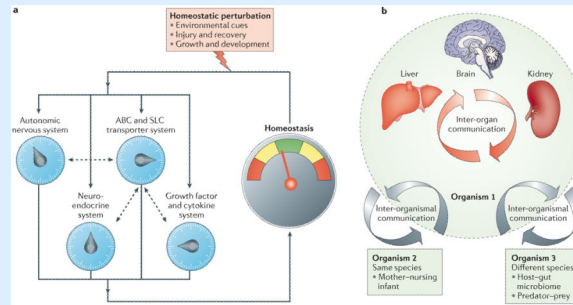 a
Homeostatic perturbation
• Environmental cues
• Injury and recovery
• Growth and development
Autonomic
nervous system
ABC and SLC
transporter system
Homeostasis
Neuro-
endocrine
system
Growth factor
and cytokine
system
b
Brain
Liver
Kidney
Inter-organ
communication
Organism 1
Inter-organismal
communication
Inter-organismal
communication
Organism 2
Same species
• Mother–nursing
infant
Organism 3
Different species
• Host–gut
microbiome
• Predator–prey